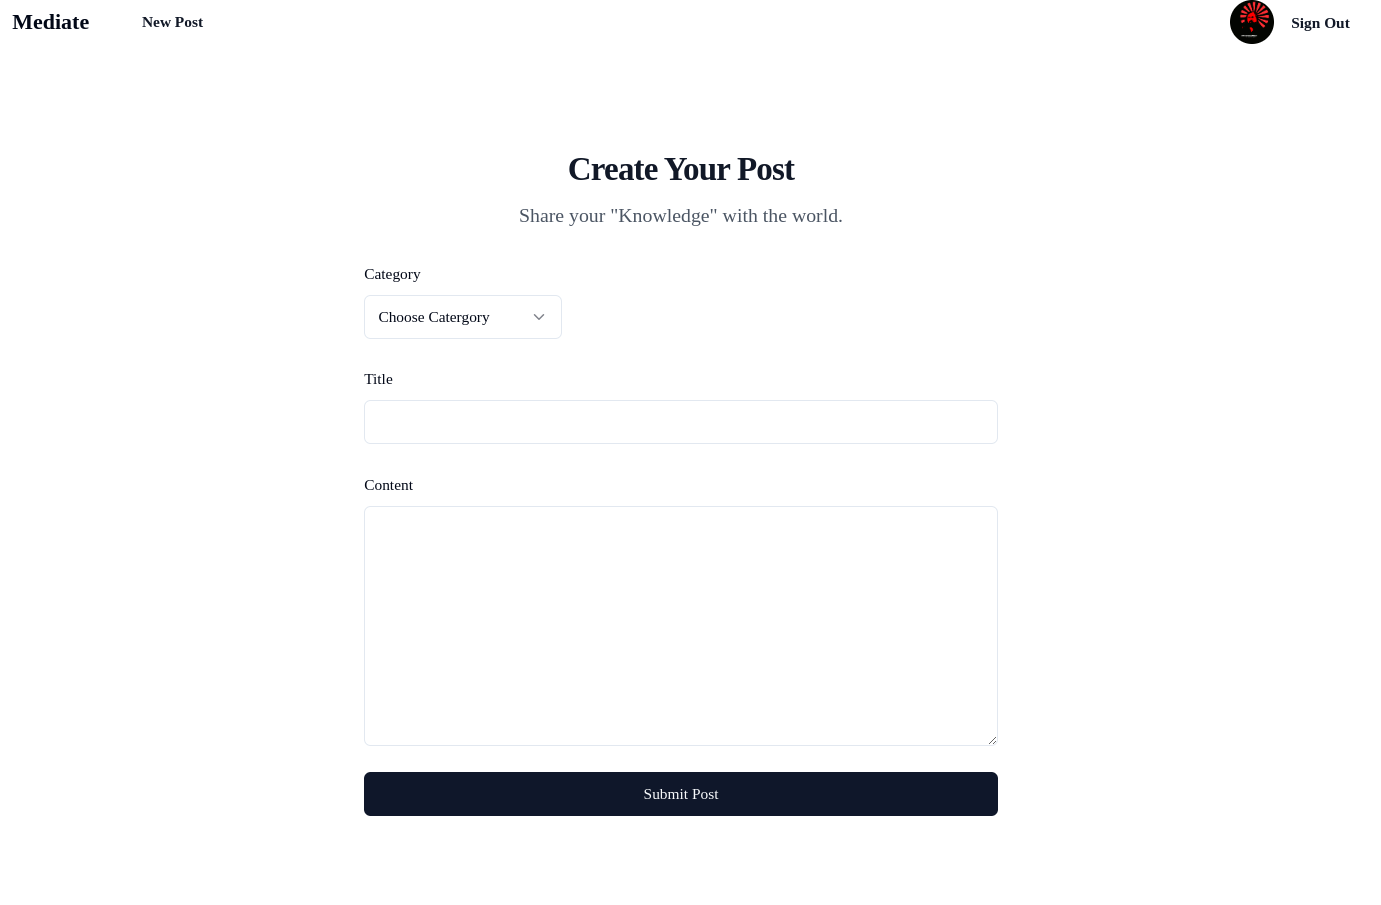 Mediate
New Post
Sign Out
Create Your Post
Share your "Knowledge" with the world.
Category
Choose Catergory
Title
Content
Submit Post